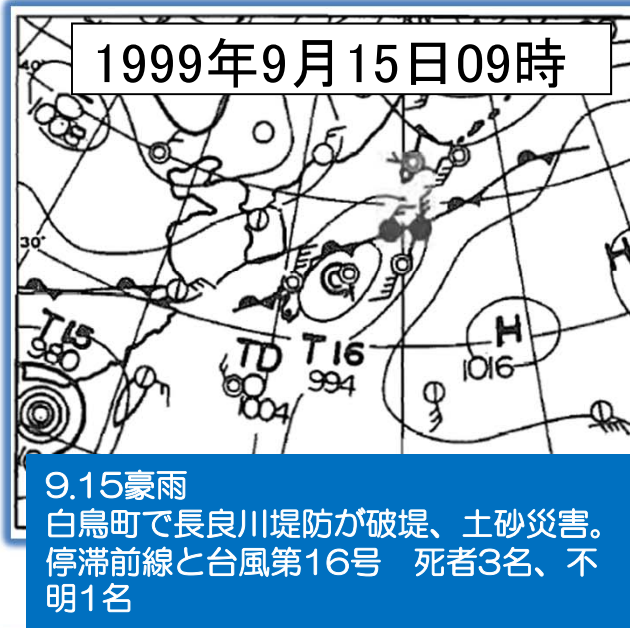 1999年9月15日09時
40°
1008
30°
H
T15
980
TD
T16
H
994
1016
1004
9.15豪雨
白鳥町で長良川堤防が破堤、土砂災害。
停滞前線と台風第16号　死者3名、不
明1名